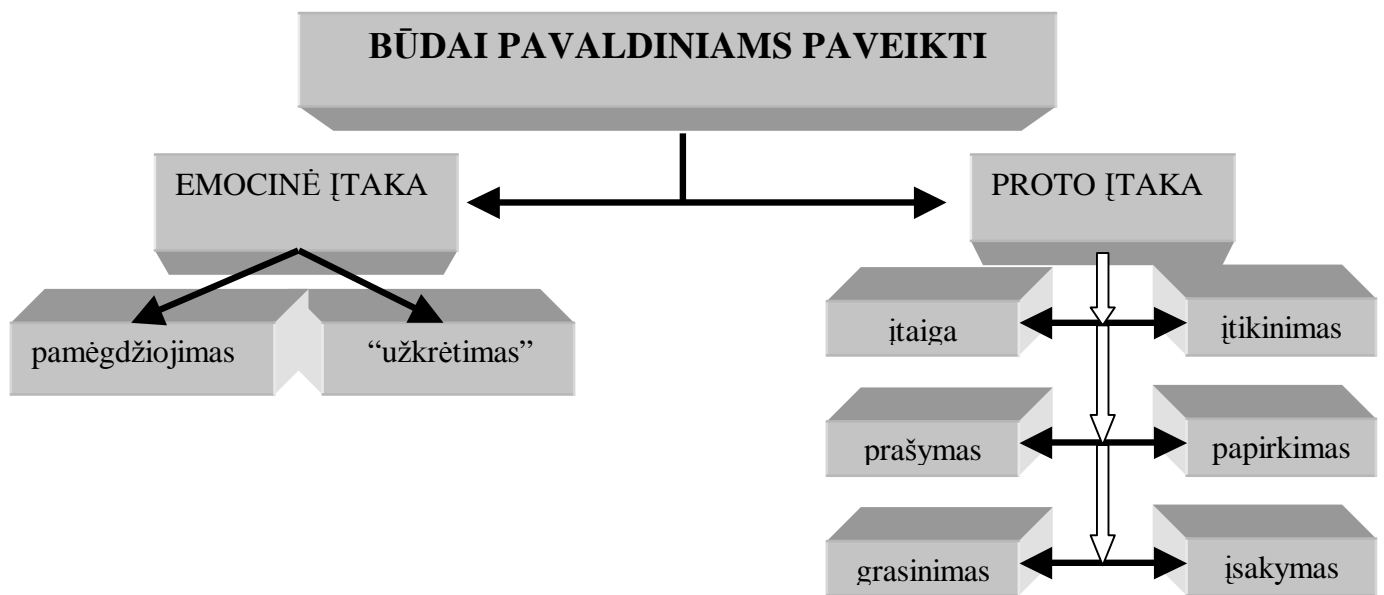 BŪDAI PAVALDINIAMS PAVEIKTI
EMOCINĖ ĮTAKA
PROTO ĮTAKA
pamėgdžiojimas
“užkrėtimas”
įtaiga
įtikinimas
prašymas
papirkimas
grasinimas
įsakymas